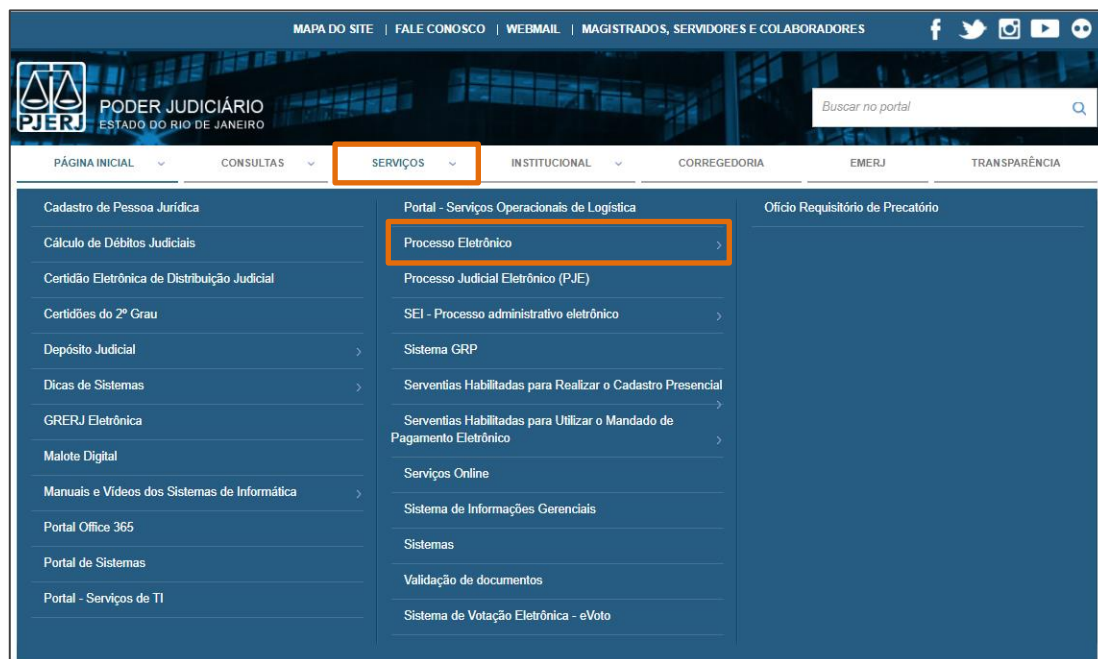 MAPA DO SITE | FALE CONOSCO | WEBMAIL | MAGISTRADOS, SERVIDORES E COLABORADORES
PJERJ
PODER JUDICIÁRIO
ESTADO DO RIO DE JANEIRO
Buscar no portal
PÁGINA INICIAL CONSULTAS SERVIÇOS INSTITUCIONAL CORREGEDORIA EMERJ TRANSPARÊNCIA
Cadastro de Pessoa Jurídica
Cálculo de Débitos Judiciais
Certidão Eletrônica de Distribuição Judicial
Certidões do 2º Grau
Depósito Judicial
Dicas de Sistemas
GRERJ Eletrônica
Malote Digital
Manuais e Vídeos dos Sistemas de Informática
Portal Office 365
Portal de Sistemas
Portal - Serviços de TI
Portal - Serviços Operacionais de Logística
Processo Eletrônico
Processo Judicial Eletrônico (PJE)
SEI - Processo administrativo eletrônico
Sistema GRP
Serventias Habilitadas para Realizar o Cadastro Presencial
Serventias Habilitadas para Utilizar o Mandado de
Pagamento Eletrônico
Serviços Online
Sistema de Informações Gerenciais
Sistemas
Validação de documentos
Sistema de Votação Eletrônica - eVoto
Ofício Requisitório de Precatório